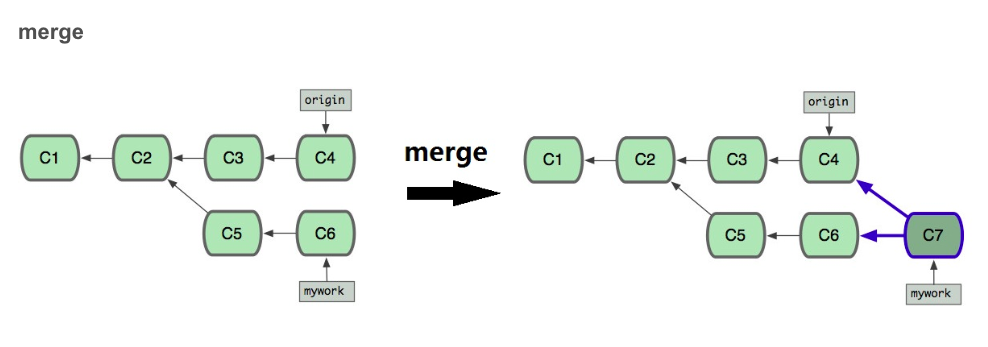 merge
origin
C1 C2 C3 C4
C5 C6
mywork
merge
origin
C1 C2 C3 C4
C5 C6 C7
mywork